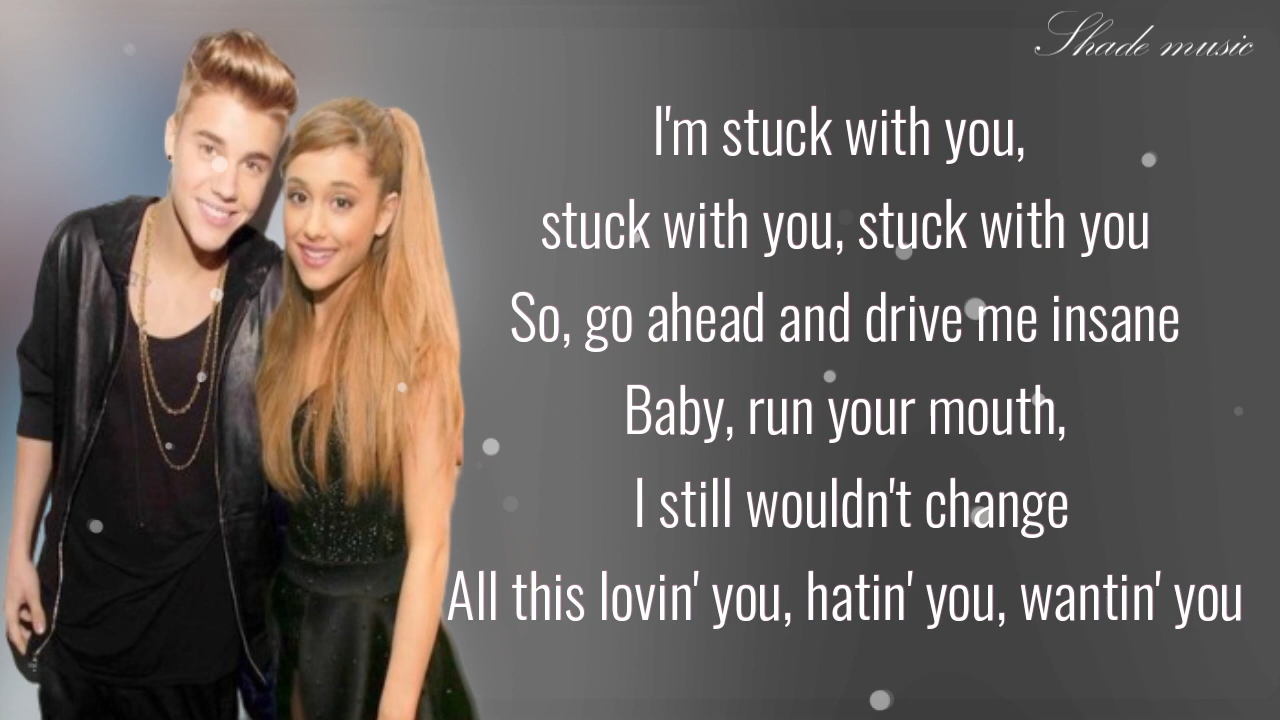 Shade music
I'm stuck with you,
stuck with you, stuck with you
So, go ahead and drive me insane
Baby, run your mouth,
I still wouldn't change
All this lovin' you, hatin' you, wantin' you